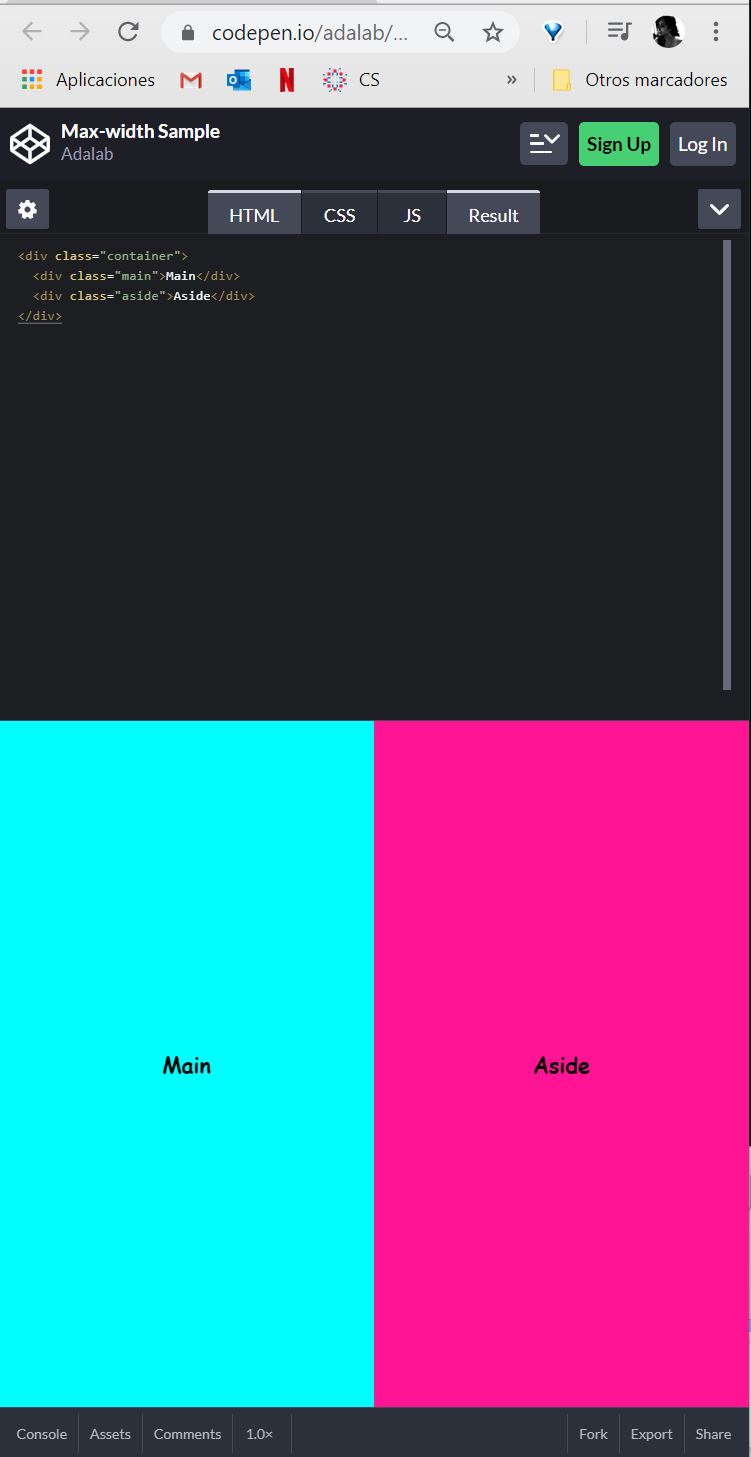 codepen.io/adalab/...
Aplicaciones CS » Otros marcadores
Max-width Sample
Adalab
Sign Up Log In
HTML CSS JS Result
<div class="container">
<div class="main">Main</div>
<div class="aside">Aside</div>
</div>
Main Aside
Console Assets Comments 1.0× Fork Export Share